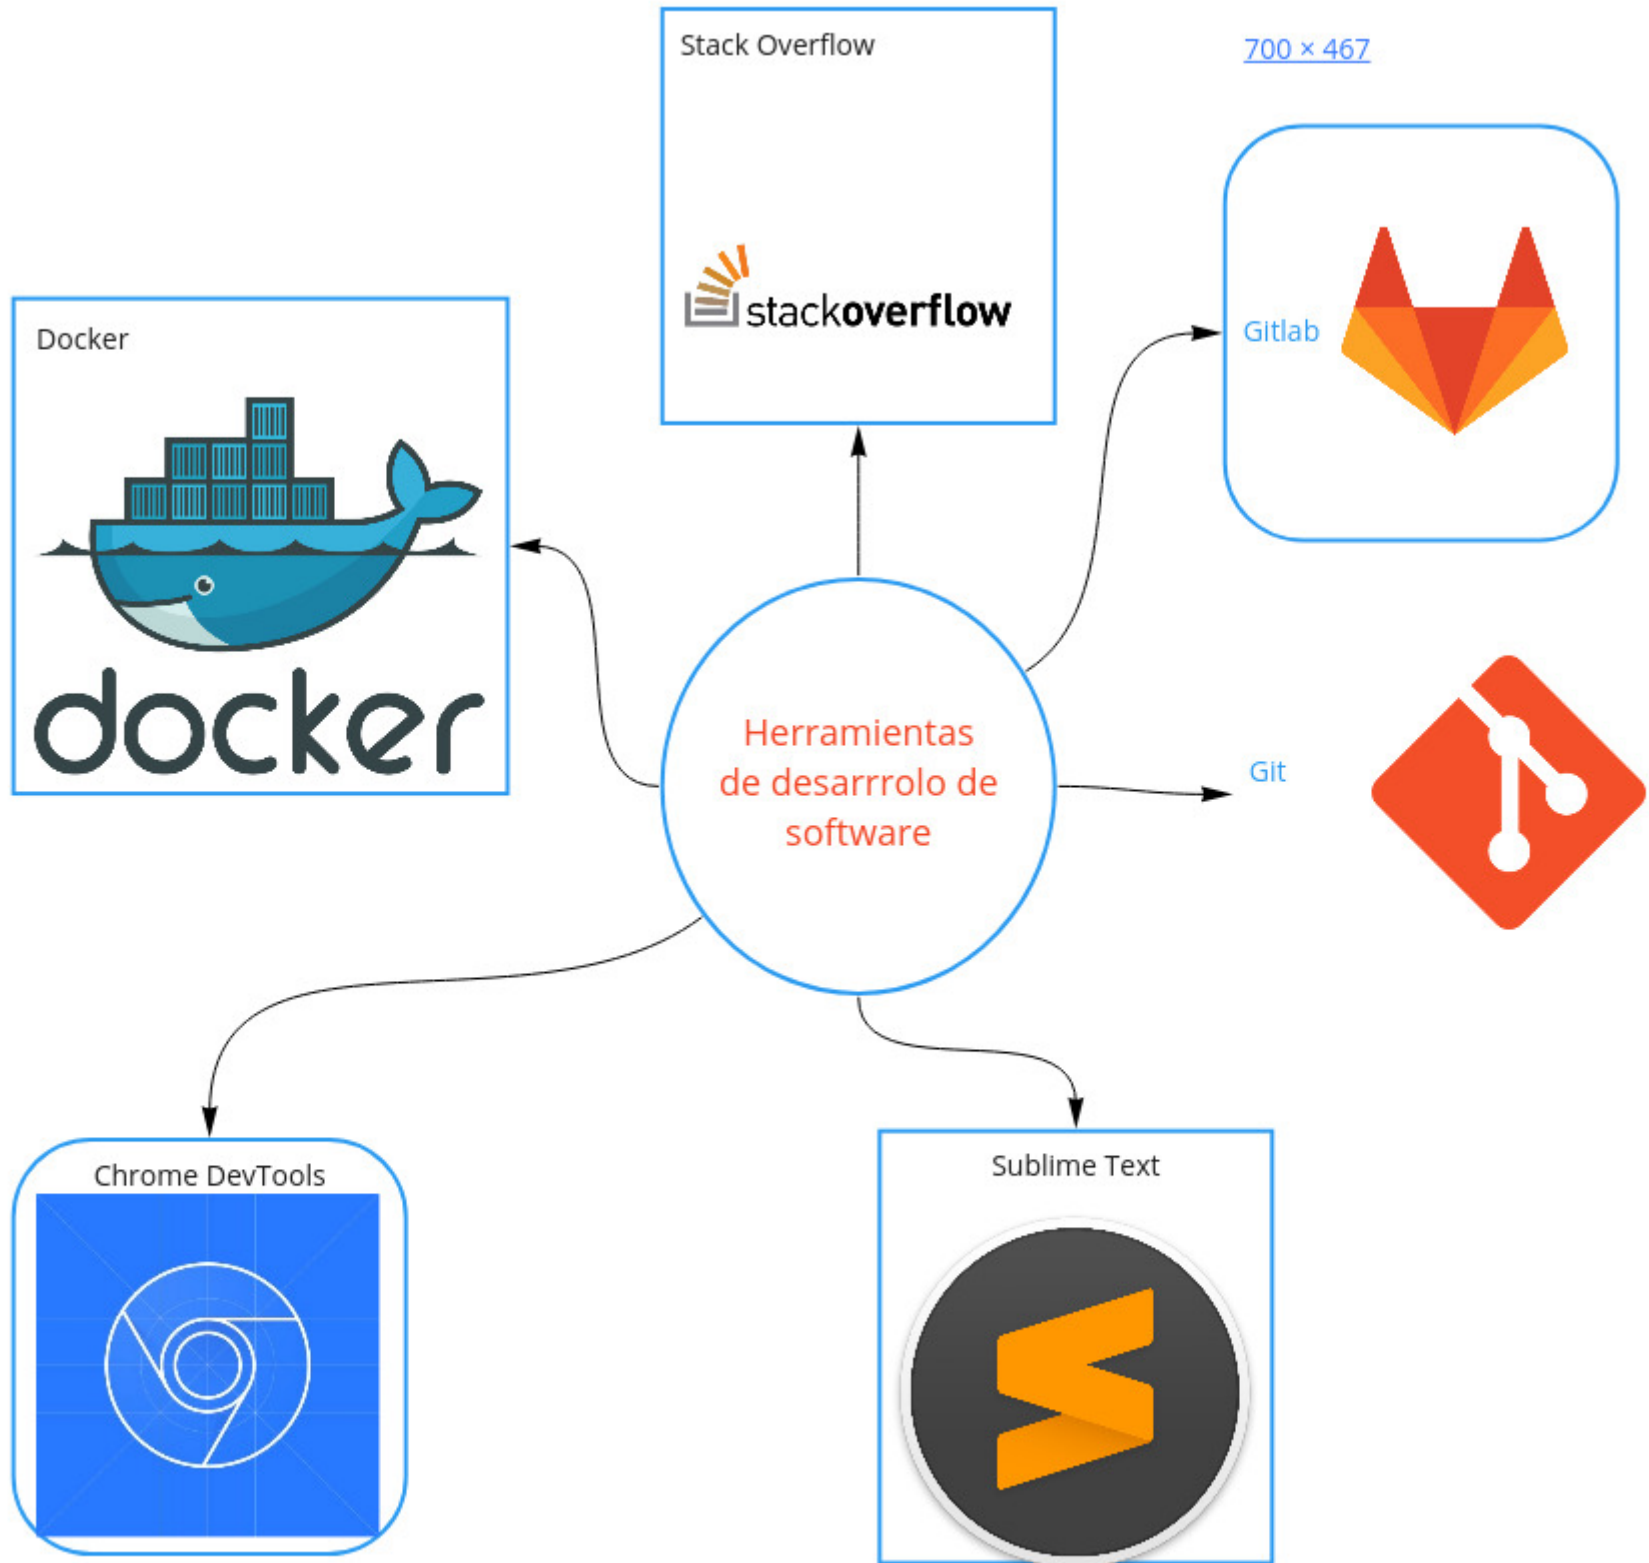 Stack Overflow
700 × 467
stackoverflow
Gitlab
Docker
docker
Herramientas
de desarrrolo de
software
Git
Chrome DevTools
Sublime Text